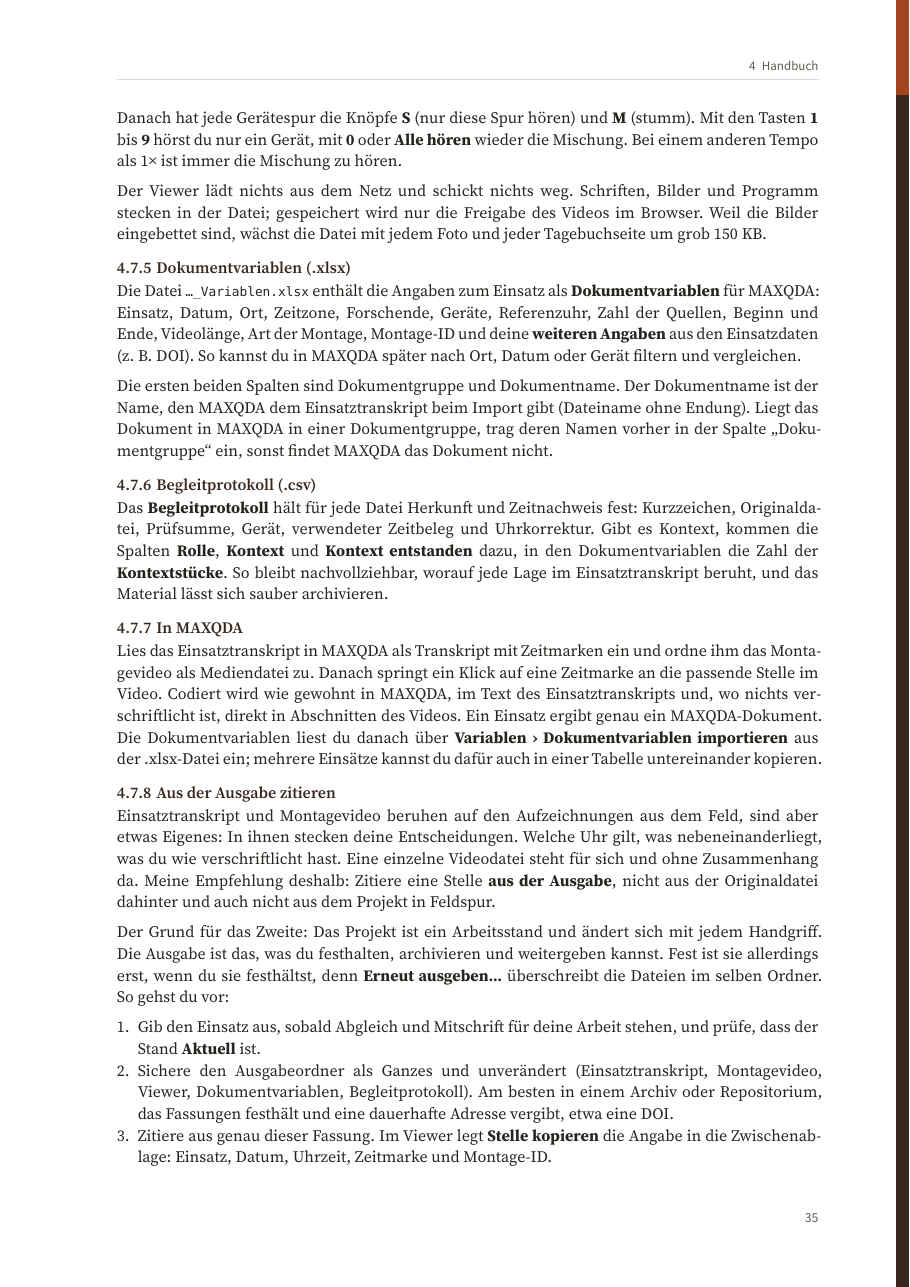 4 Handbuch
Danach hat jede Gerätespur die Knöpfe S (nur diese Spur hören) und M (stumm). Mit den Tasten 1
bis 9 hörst du nur ein Gerät, mit 0 oder Alle hören wieder die Mischung. Bei einem anderen Tempo
als 1× ist immer die Mischung zu hören.
Der Viewer lädt nichts aus dem Netz und schickt nichts weg. Schriften, Bilder und Programm
stecken in der Datei; gespeichert wird nur die Freigabe des Videos im Browser. Weil die Bilder
eingebettet sind, wächst die Datei mit jedem Foto und jeder Tagebuchseite um grob 150 KB.
4.7.5 Dokumentvariablen (.xlsx)
Die Datei …_Variablen.xlsx enthält die Angaben zum Einsatz als Dokumentvariablen für MAXQDA:
Einsatz, Datum, Ort, Zeitzone, Forschende, Geräte, Referenzuhr, Zahl der Quellen, Beginn und
Ende, Videolänge, Art der Montage, Montage-ID und deine weiteren Angaben aus den Einsatzdaten
(z. B. DOI). So kannst du in MAXQDA später nach Ort, Datum oder Gerät filtern und vergleichen.
Die ersten beiden Spalten sind Dokumentgruppe und Dokumentname. Der Dokumentname ist der
Name, den MAXQDA dem Einsatztranskript beim Import gibt (Dateiname ohne Endung). Liegt das
Dokument in MAXQDA in einer Dokumentgruppe, trag deren Namen vorher in der Spalte „Doku-
mentgruppe“ ein, sonst findet MAXQDA das Dokument nicht.
4.7.6 Begleitprotokoll (.csv)
Das Begleitprotokoll hält für jede Datei Herkunft und Zeitnachweis fest: Kurzzeichen, Originalda-
tei, Prüfsumme, Gerät, verwendeter Zeitbeleg und Uhrkorrektur. Gibt es Kontext, kommen die
Spalten Rolle, Kontext und Kontext entstanden dazu, in den Dokumentvariablen die Zahl der
Kontextstücke. So bleibt nachvollziehbar, worauf jede Lage im Einsatztranskript beruht, und das
Material lässt sich sauber archivieren.
4.7.7 In MAXQDA
Lies das Einsatztranskript in MAXQDA als Transkript mit Zeitmarken ein und ordne ihm das Monta-
gevideo als Mediendatei zu. Danach springt ein Klick auf eine Zeitmarke an die passende Stelle im
Video. Codiert wird wie gewohnt in MAXQDA, im Text des Einsatztranskripts und, wo nichts ver-
schriftlicht ist, direkt in Abschnitten des Videos. Ein Einsatz ergibt genau ein MAXQDA-Dokument.
Die Dokumentvariablen liest du danach über Variablen › Dokumentvariablen importieren aus
der .xlsx-Datei ein; mehrere Einsätze kannst du dafür auch in einer Tabelle untereinander kopieren.
4.7.8 Aus der Ausgabe zitieren
Einsatztranskript und Montagevideo beruhen auf den Aufzeichnungen aus dem Feld, sind aber
etwas Eigenes: In ihnen stecken deine Entscheidungen. Welche Uhr gilt, was nebeneinanderliegt,
was du wie verschriftlicht hast. Eine einzelne Videodatei steht für sich und ohne Zusammenhang
da. Meine Empfehlung deshalb: Zitiere eine Stelle aus der Ausgabe, nicht aus der Originaldatei
dahinter und auch nicht aus dem Projekt in Feldspur.
Der Grund für das Zweite: Das Projekt ist ein Arbeitsstand und ändert sich mit jedem Handgriff.
Die Ausgabe ist das, was du festhalten, archivieren und weitergeben kannst. Fest ist sie allerdings
erst, wenn du sie festhältst, denn Erneut ausgeben… überschreibt die Dateien im selben Ordner.
So gehst du vor:
1. Gib den Einsatz aus, sobald Abgleich und Mitschrift für deine Arbeit stehen, und prüfe, dass der
Stand Aktuell ist.
2. Sichere den Ausgabeordner als Ganzes und unverändert (Einsatztranskript, Montagevideo,
Viewer, Dokumentvariablen, Begleitprotokoll). Am besten in einem Archiv oder Repositorium,
das Fassungen festhält und eine dauerhafte Adresse vergibt, etwa eine DOI.
3. Zitiere aus genau dieser Fassung. Im Viewer legt Stelle kopieren die Angabe in die Zwischenab-
lage: Einsatz, Datum, Uhrzeit, Zeitmarke und Montage-ID.
35